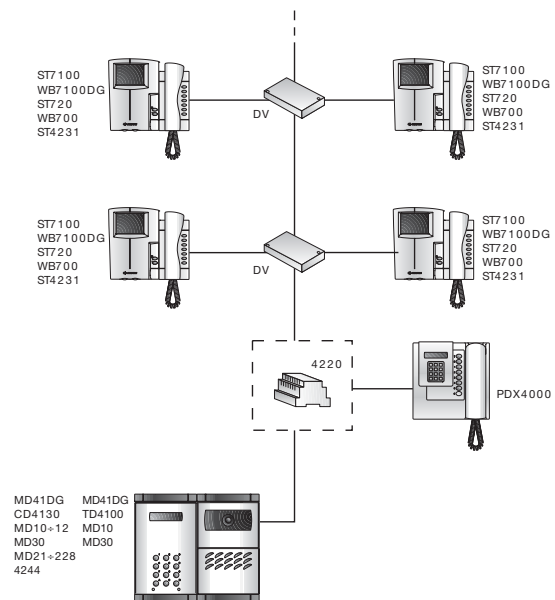 ST7100
WB7100DG
ST720
WB700
ST4231
DV
ST7100
WB7100DG
ST720
WB700
ST4231
ST7100
WB7100DG
ST720
WB700
ST4231
DV
ST7100
WB7100DG
ST720
WB700
ST4231
4220
PDX4000
MD41DG MD41DG
CD4130 TD4100
MD10÷12 MD10
MD30 MD30
MD21÷228
4244